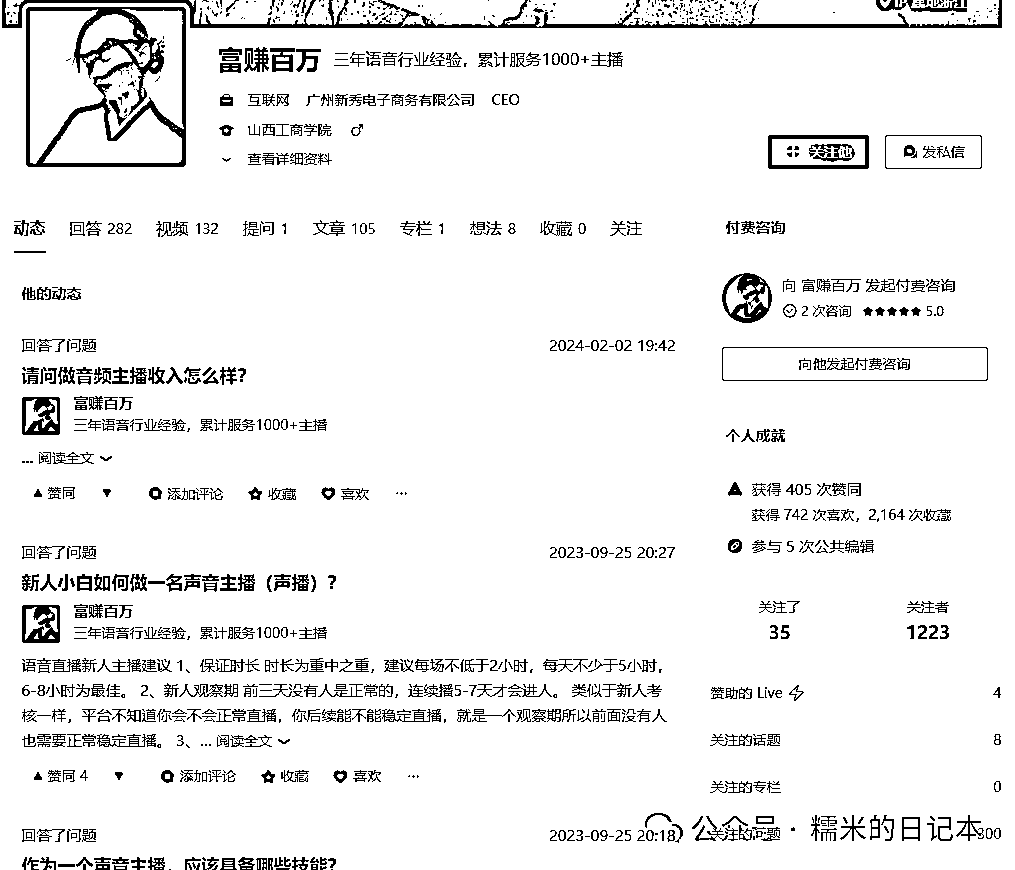 IP 属地浙江
富赚百万 三年语音行业经验，累计服务1000+主播
互联网 广州新秀电子商务有限公司 CEO
山西工商学院 ♂
查看详细资料
关注他
发私信
动态 回答 282 视频 132 提问 1 文章 105 专栏 1 想法 8 收藏 0 关注
他的动态
回答了问题 2024-02-02 19:42
请问做音频主播收入怎么样?
富赚百万
三年语音行业经验，累计服务1000+主播
... 阅读全文
赞同 添加评论 收藏 喜欢 ...
回答了问题 2023-09-25 20:27
新人小白如何做一名声音主播（声播）?
富赚百万
三年语音行业经验，累计服务1000+主播
语音直播新人主播建议 1、保证时长 时长为重中之重，建议每场不低于2小时，每天不少于5小时，
6-8小时为最佳。 2、新人观察期 前三天没有人是正常的，连续播5-7天才会进人。 类似于新人考
核一样，平台不知道你会不会正常直播，你后续能不能稳定直播，就是一个观察期所以前面没有人
也需要正常稳定直播。 3、... 阅读全文
赞同 4 添加评论 收藏 喜欢 ...
回答了问题 2023-09-25 20:18
作为一个声音主播，应该具备哪些技能?
付费咨询
向 富赚百万 发起付费咨询
2 次咨询 ★★★★★ 5.0
向他发起付费咨询
个人成就
获得 405 次赞同
获得 742 次喜欢，2,164 次收藏
参与 5 次公共编辑
关注了 关注者
35 1223
赞助的 Live 4
关注的话题 8
关注的专栏 0
关注的问题
公众号 · 糯米的日记本